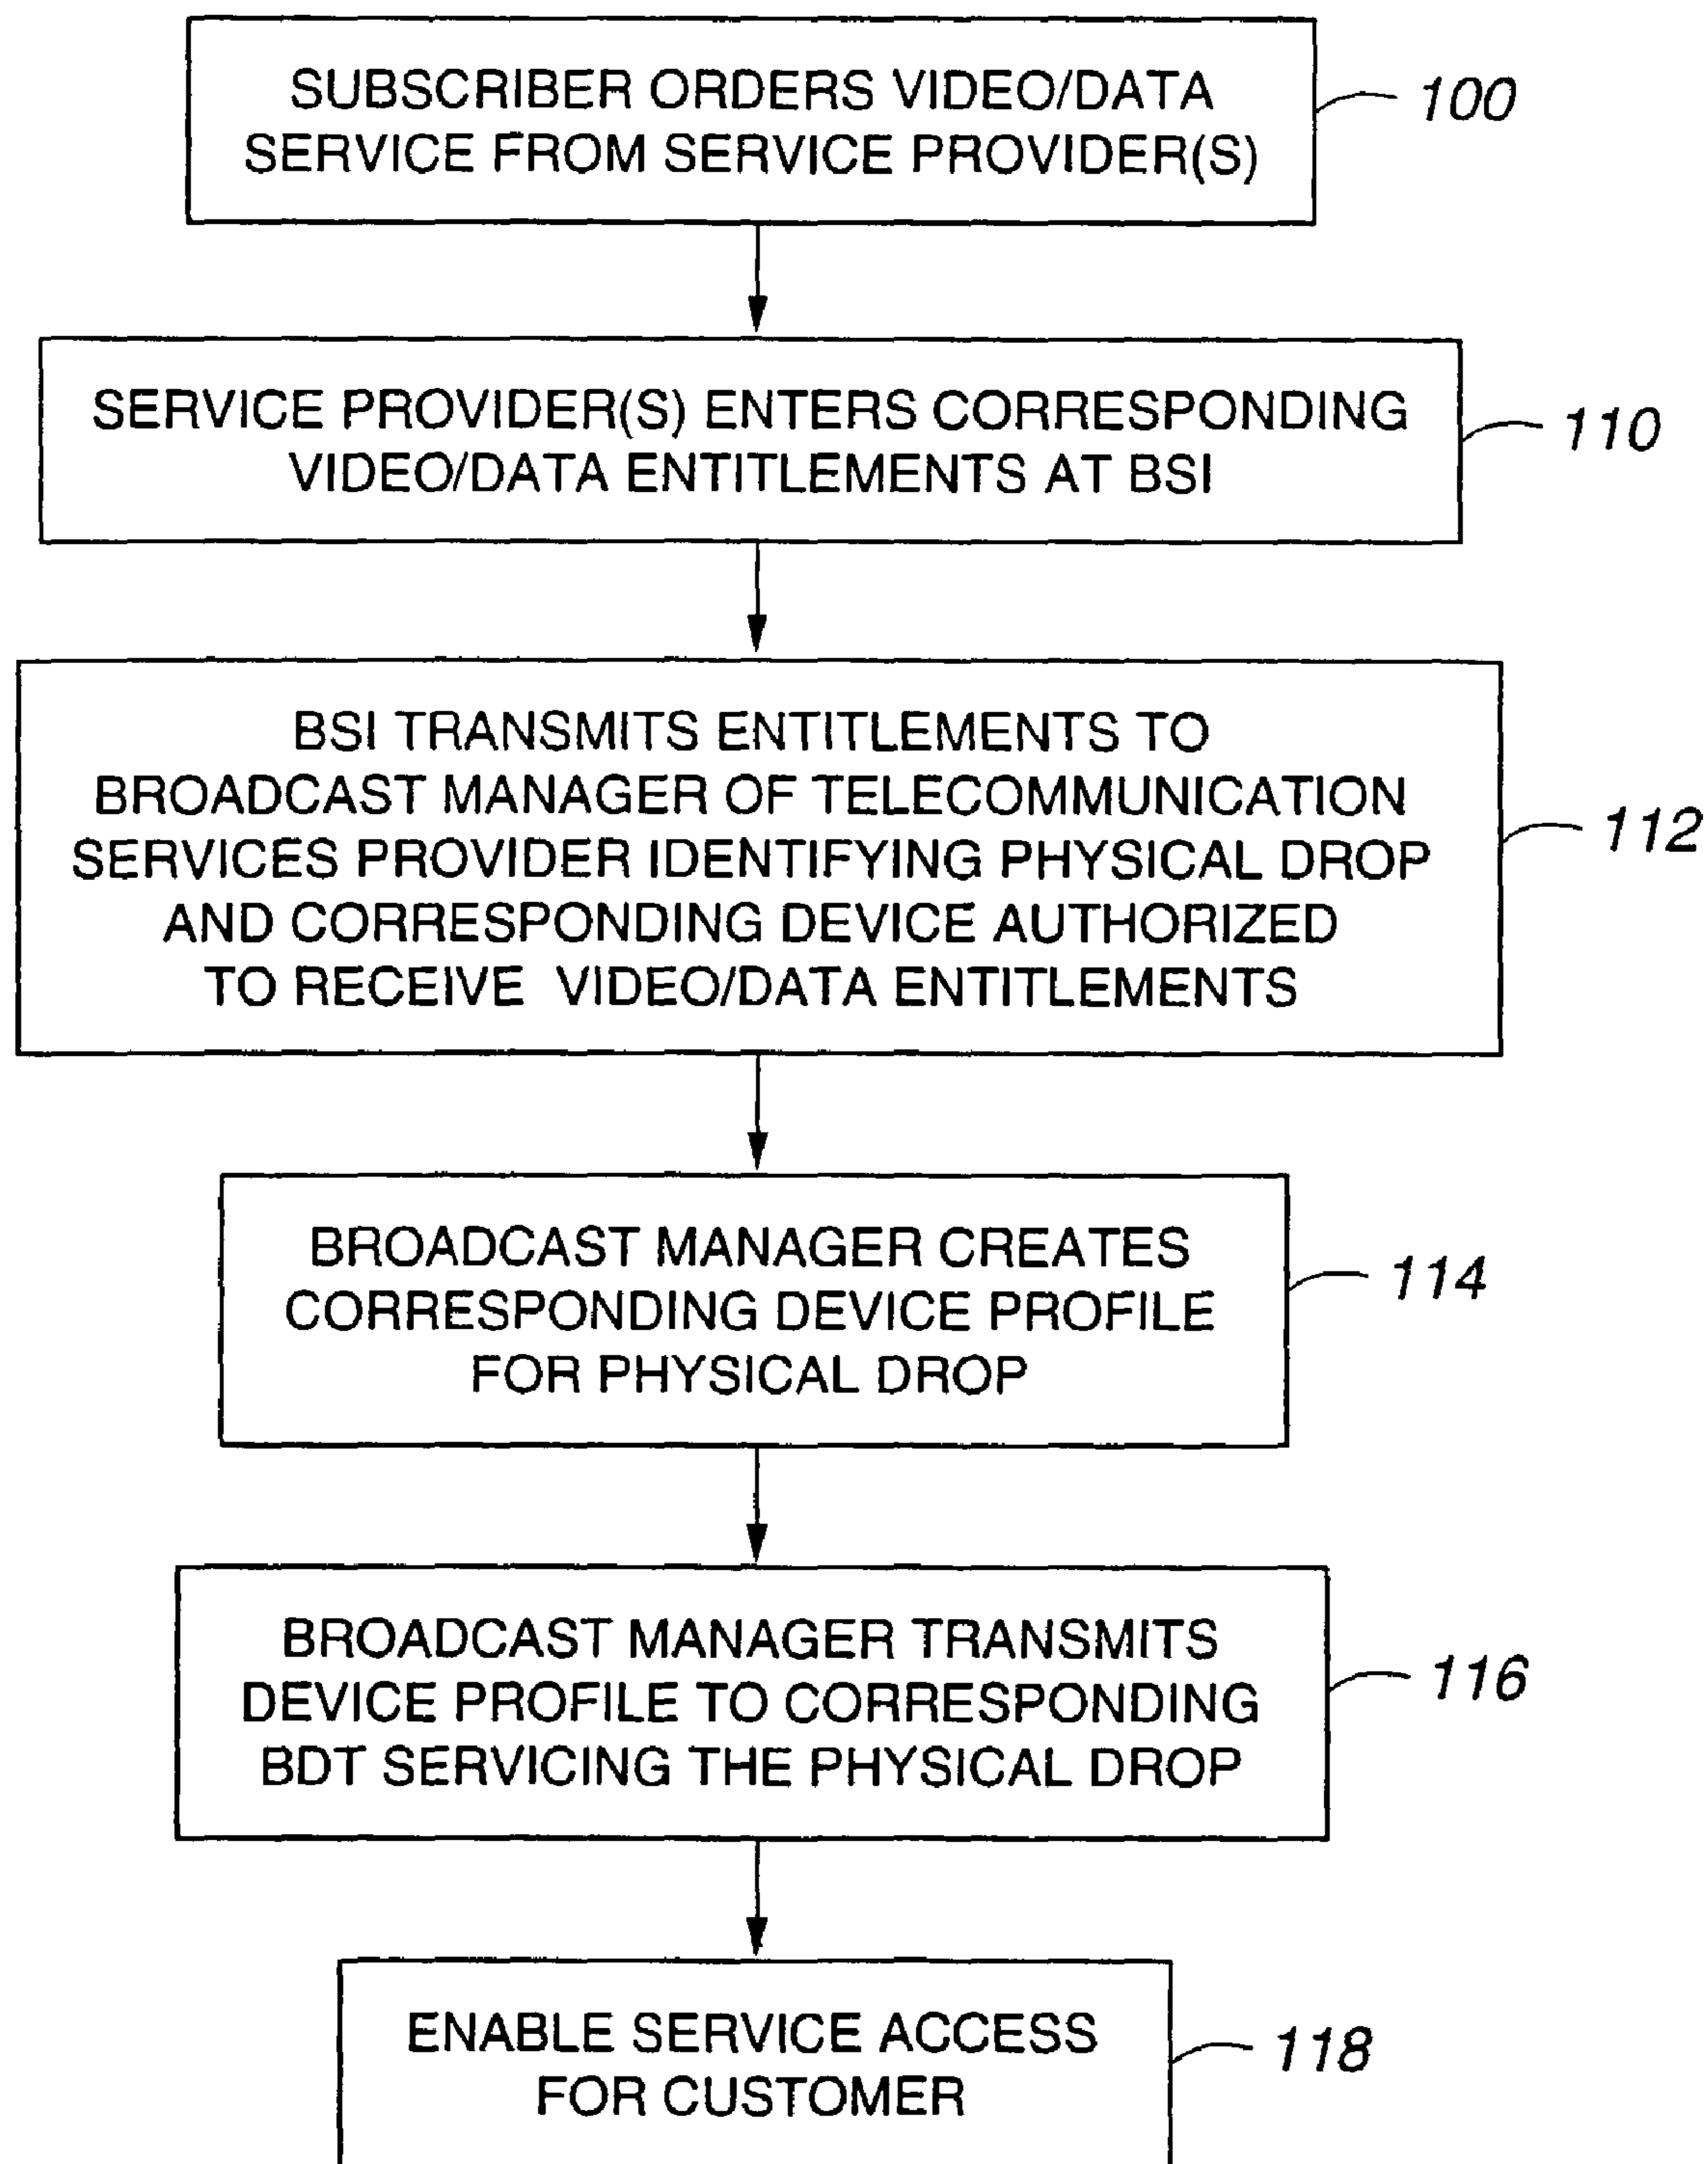 SUBSCRIBER ORDERS VIDEO/DATA
SERVICE FROM SERVICE PROVIDER(S)
100
SERVICE PROVIDER(S) ENTERS CORRESPONDING
VIDEO/DATA ENTITLEMENTS AT BSI
110
BSI TRANSMITS ENTITLEMENTS TO
BROADCAST MANAGER OF TELECOMMUNICATION
SERVICES PROVIDER IDENTIFYING PHYSICAL DROP
AND CORRESPONDING DEVICE AUTHORIZED
TO RECEIVE VIDEO/DATA ENTITLEMENTS
112
BROADCAST MANAGER CREATES
CORRESPONDING DEVICE PROFILE
FOR PHYSICAL DROP
114
BROADCAST MANAGER TRANSMITS
DEVICE PROFILE TO CORRESPONDING
BDT SERVICING THE PHYSICAL DROP
116
ENABLE SERVICE ACCESS
FOR CUSTOMER
118